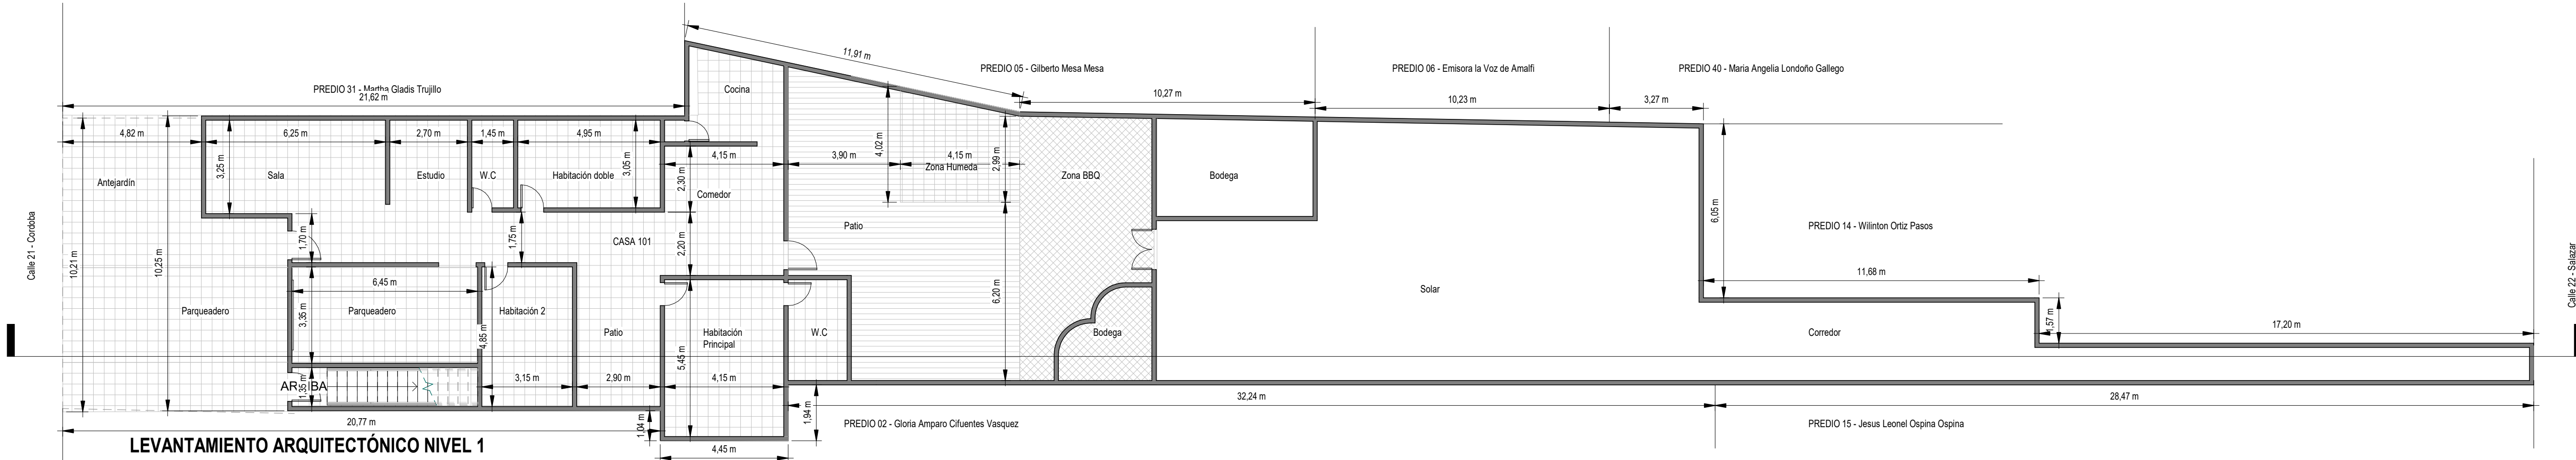 11,91 m
PREDIO 05 - Gilberto Mesa Mesa
PREDIO 06 - Emisora la Voz de Amalfi
PREDIO 40 - Maria Angelia Londoño Gallego
PREDIO 31 - Martha Gladis Trujillo
21,62 m
Cocina
10,27 m
10,23 m
3,27 m
4,82 m
6,25 m
2,70 m
1,45 m
4,95 m
3,25 m
3,05 m
2,30 m
4,15 m
3,90 m
4,02 m
4,15 m
2,99 m
Antejardín
Sala
Estudio
W.C
Habitación doble
Comedor
Zona Humeda
Zona BBQ
Bodega
6,05 m
Calle 21 - Cordoba
10,21 m
10,25 m
1,70 m
1,75 m
CASA 101
2,20 m
Patio
PREDIO 14 - Wilinton Ortiz Pasos
Calle 22 - Salazar
6,45 m
11,68 m
6,20 m
Solar
Parqueadero
3,35 m
Parqueadero
4,85 m
Habitación 2
Patio
Habitación
Principal
5,45 m
W.C
Bodega
Corredor
1,57 m
17,20 m
ARRIBA
1,35 m
3,15 m
2,90 m
4,15 m
32,24 m
28,47 m
20,77 m
1,04 m
1,94 m
PREDIO 02 - Gloria Amparo Cifuentes Vasquez
PREDIO 15 - Jesus Leonel Ospina Ospina
LEVANTAMIENTO ARQUITECTÓNICO NIVEL 1
4,45 m